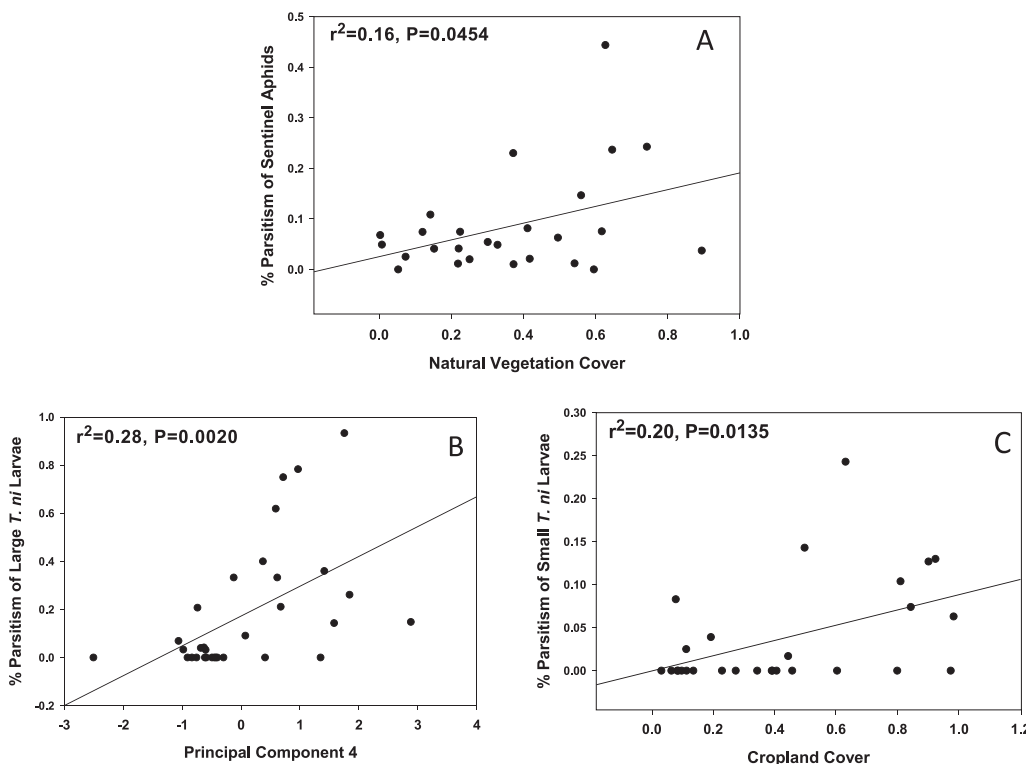 r²=0.16, P=0.0454
A
% Parsitism of Sentinel Aphids
0.5
0.4
0.3
0.2
0.1
0.0
0.0 0.2 0.4 0.6 0.8 1.0
Natural Vegetation Cover
r²=0.28, P=0.0020
B
% Parsitism of Large T. ni Larvae
1.0
0.8
0.6
0.4
0.2
0.0
-0.2
-3 -2 -1 0 1 2 3 4
Principal Component 4
r²=0.20, P=0.0135
C
% Parsitism of Small T. ni Larvae
0.30
0.25
0.20
0.15
0.10
0.05
0.00
0.0 0.2 0.4 0.6 0.8 1.0 1.2
Cropland Cover